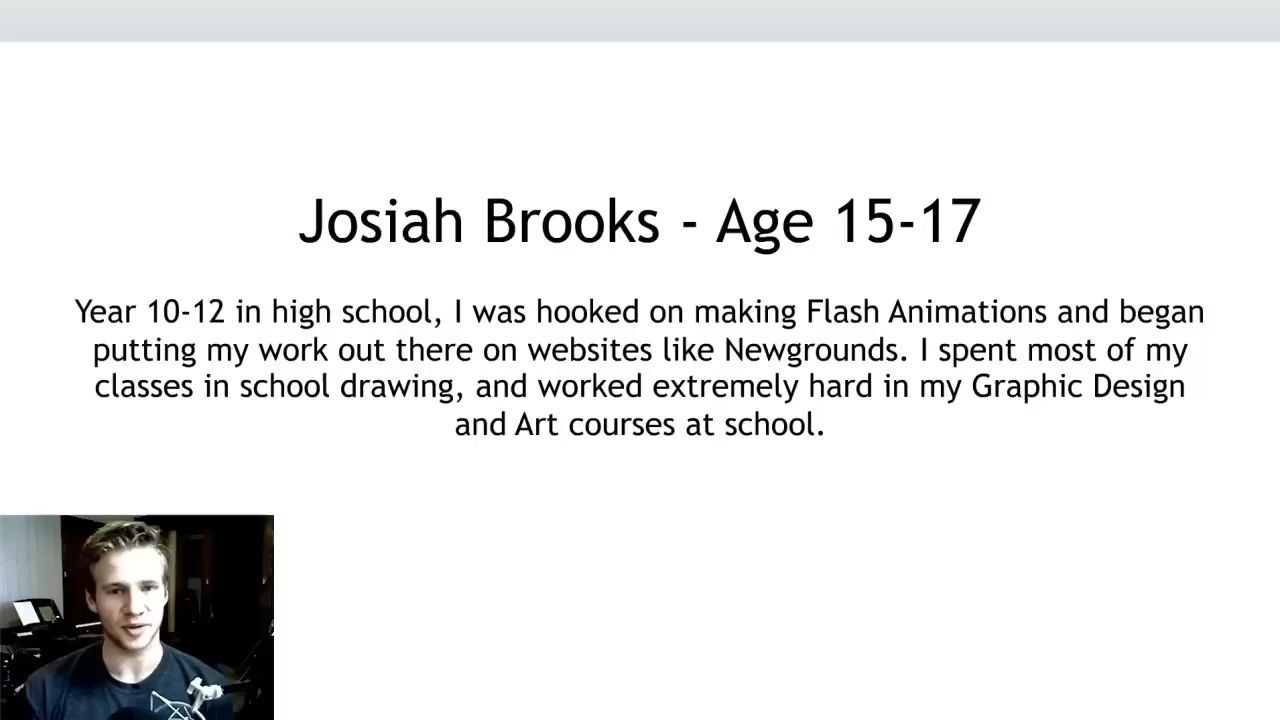 Josiah Brooks - Age 15-17
Year 10-12 in high school, I was hooked on making Flash Animations and began
putting my work out there on websites like Newgrounds. I spent most of my
classes in school drawing, and worked extremely hard in my Graphic Design
and Art courses at school.